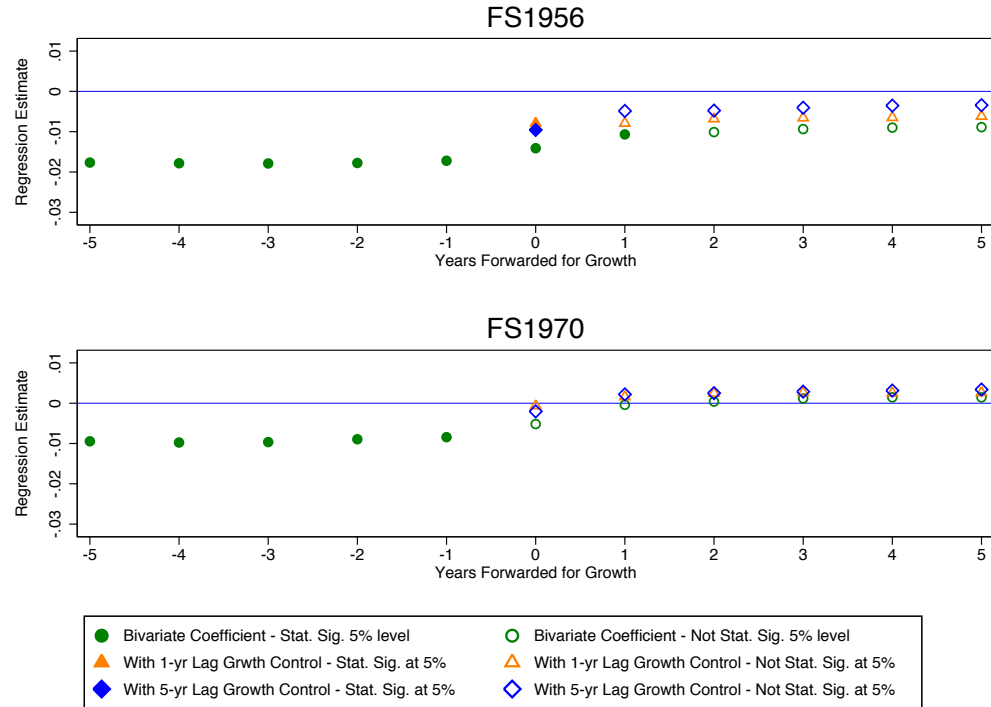 FS1956
.01
0
-.01
-.02
-.03
Regression Estimate
-5 -4 -3 -2 -1 0 1 2 3 4 5
Years Forwarded for Growth
FS1970
.01
0
-.01
-.02
-.03
Regression Estimate
-5 -4 -3 -2 -1 0 1 2 3 4 5
Years Forwarded for Growth
Bivariate Coefficient - Stat. Sig. 5% level
Bivariate Coefficient - Not Stat. Sig. 5% level
With 1-yr Lag Grwth Control - Stat. Sig. at 5%
With 1-yr Lag Growth Control - Not Stat. Sig. at 5%
With 5-yr Lag Growth Control - Stat. Sig. at 5%
With 5-yr Lag Growth Control - Not Stat. Sig. at 5%